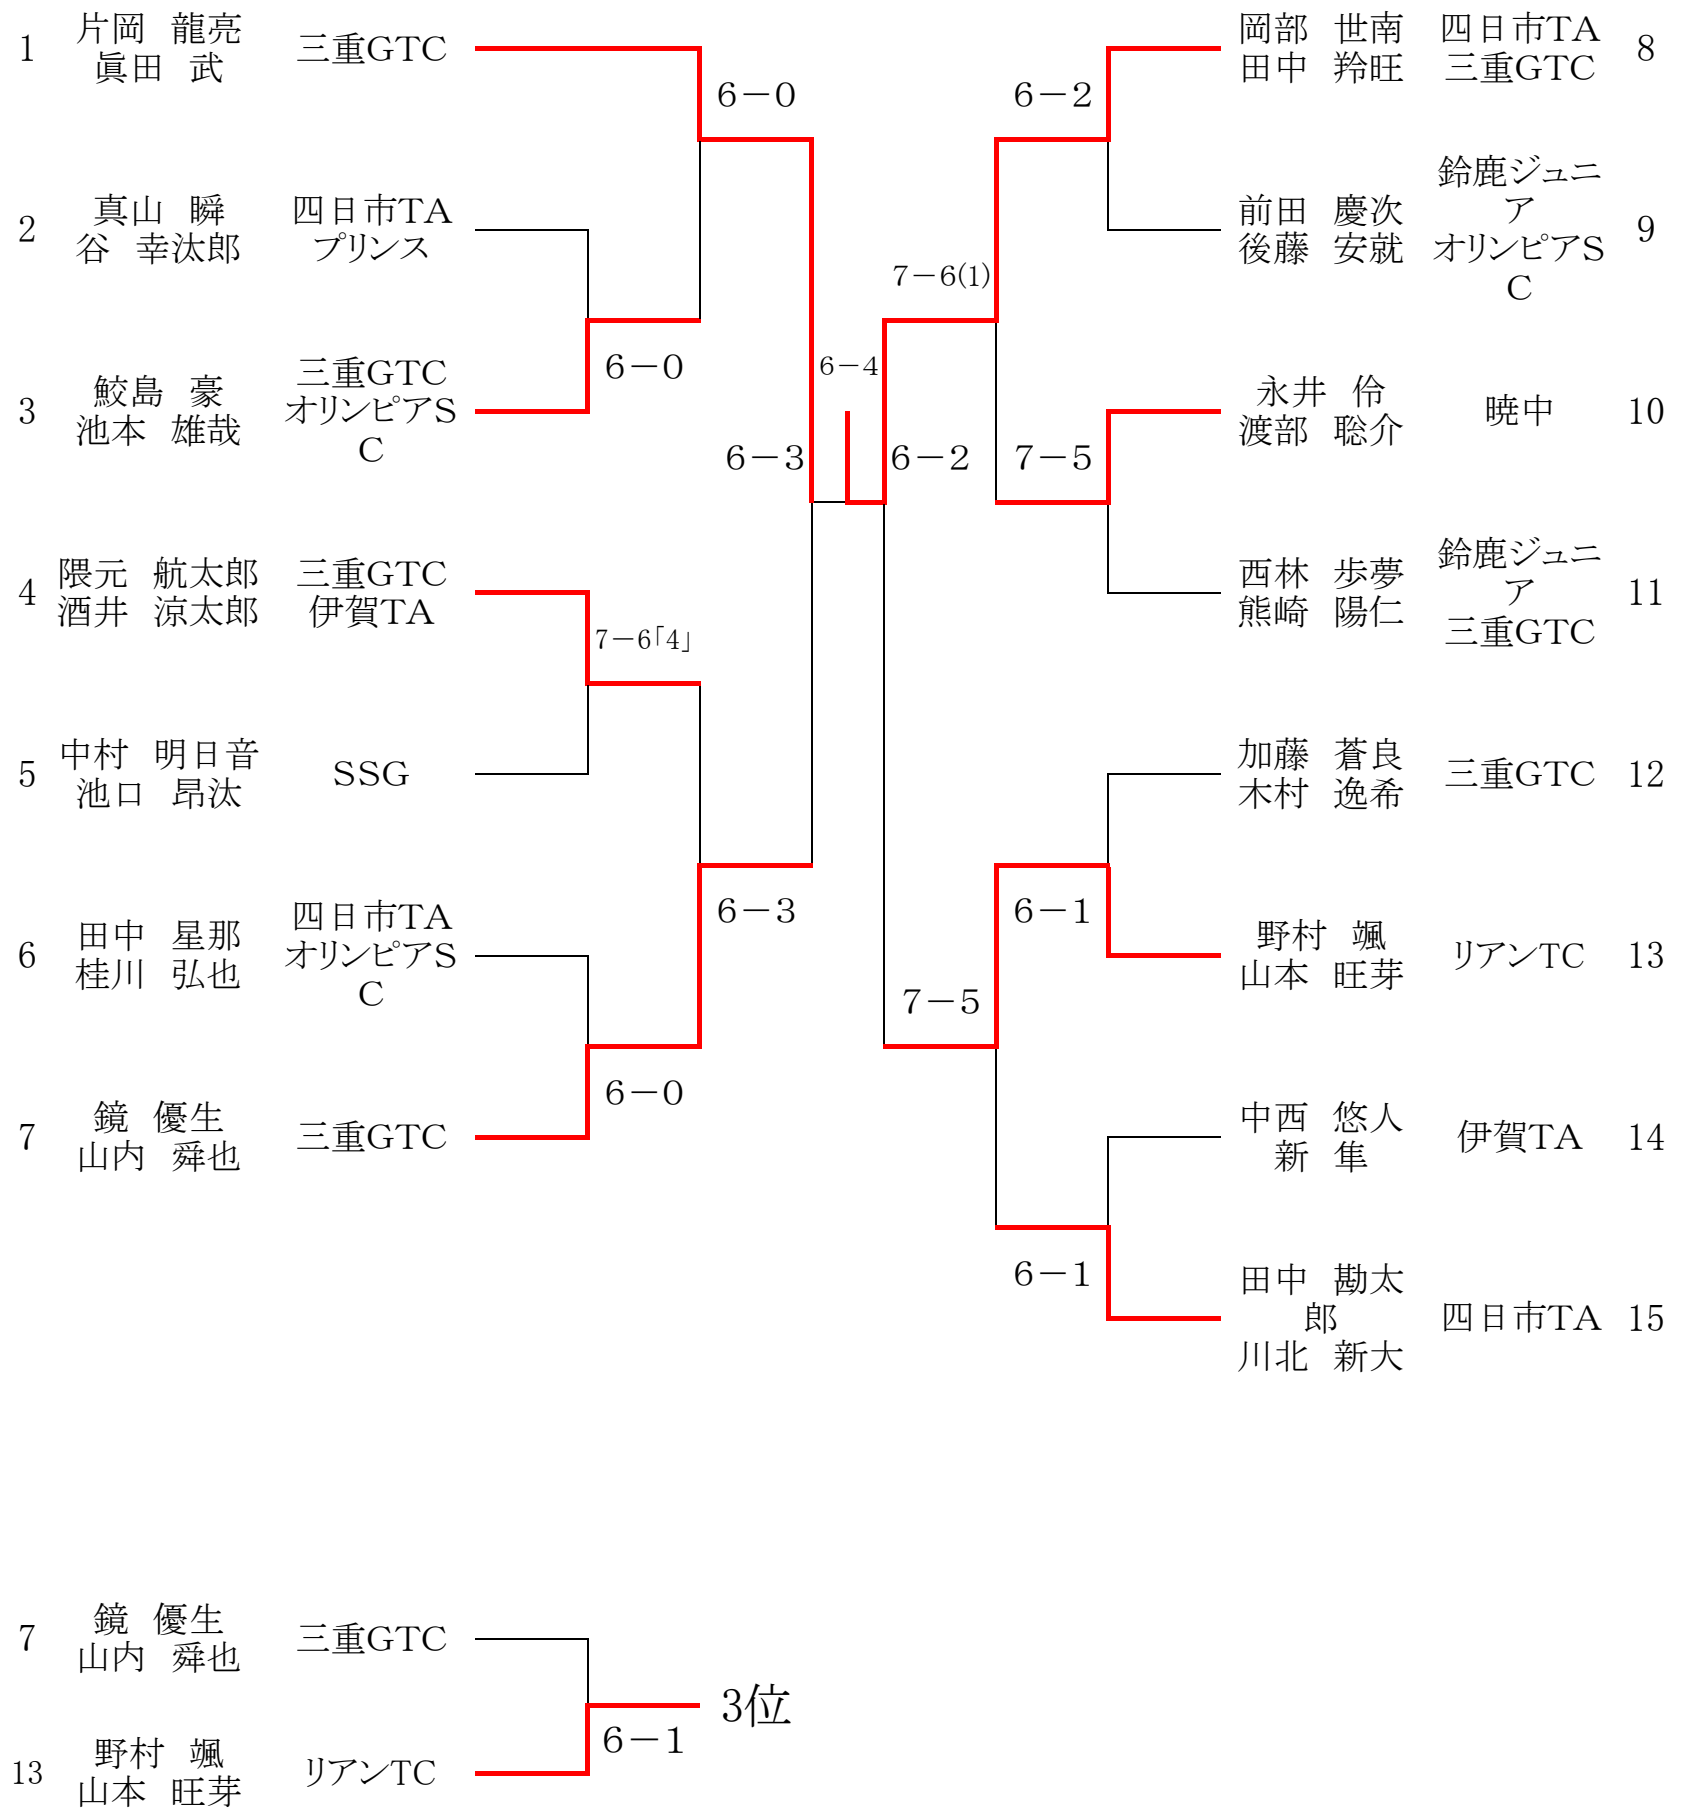 1
片岡 龍亮
眞田 武
三重GTC
2
真山 瞬
谷 幸汰郎
四日市TA
プリンス
3
鮫島 豪
池本 雄哉
三重GTC
オリンピアS
C
4
隈元 航太郎
酒井 涼太郎
三重GTC
伊賀TA
5
中村 明日音
池口 昂汰
SSG
6
田中 星那
桂川 弘也
四日市TA
オリンピアS
C
7
鏡 優生
山内 舜也
三重GTC
6－0
6－0
7－6「4」
6－3
6－0
6－3
6－4
6－2
7－6(1)
7－5
6－2
7－5
6－1
6－1
岡部 世南
田中 羚旺
四日市TA
三重GTC
8
前田 慶次
後藤 安就
鈴鹿ジュニ
ア
オリンピアS
C
9
永井 伶
渡部 聡介
暁中
10
西林 歩夢
熊崎 陽仁
鈴鹿ジュニ
ア
三重GTC
11
加藤 蒼良
木村 逸希
三重GTC
12
野村 颯
山本 旺芽
リアンTC
13
中西 悠人
新 隼
伊賀TA
14
田中 勘太
郎
川北 新大
四日市TA
15
7
鏡 優生
山内 舜也
三重GTC
13
野村 颯
山本 旺芽
リアンTC
6－1
3位